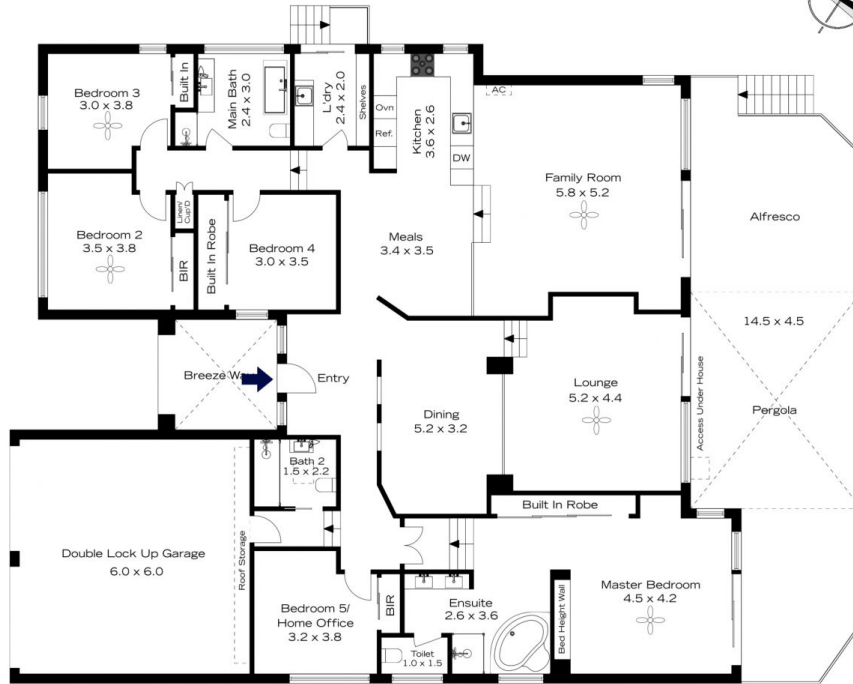 Bedroom 3
3.0 x 3.8
Built In
Main Bath
2.4 x 3.0
L'dry
2.4 x 2.0
Shelves
Ovn
Ref.
Kitchen
3.6 x 2.6
DW
AC
Family Room
5.8 x 5.2
Alfresco
Bedroom 2
3.5 x 3.8
Linen/
Cup'D
BIR
Built In Robe
Bedroom 4
3.0 x 3.5
Meals
3.4 x 3.5
14.5 x 4.5
Breeze
Entry
Dining
5.2 x 3.2
Lounge
5.2 x 4.4
Access Under House
Pergola
Bath 2
1.5 x 2.2
Built In Robe
Double Lock Up Garage
6.0 x 6.0
Roof Storage
Bedroom 5/
Home Office
3.2 x 3.8
BIR
Ensuite
2.6 x 3.6
Toilet
1.0 x 1.5
Bed Height Wall
Master Bedroom
4.5 x 4.2